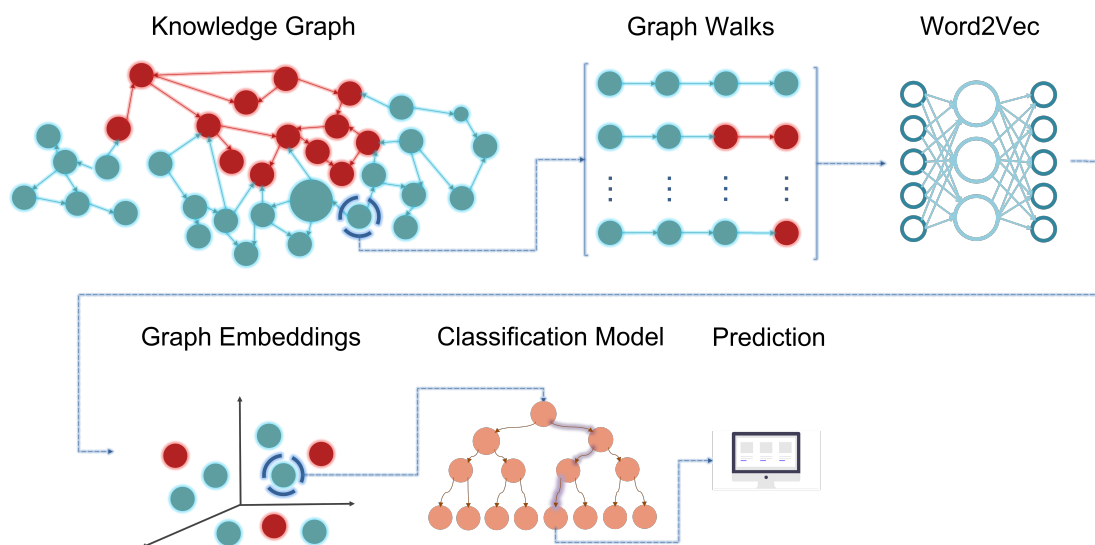 Knowledge Graph
Graph Walks
Word2Vec
Graph Embeddings
Classification Model
Prediction